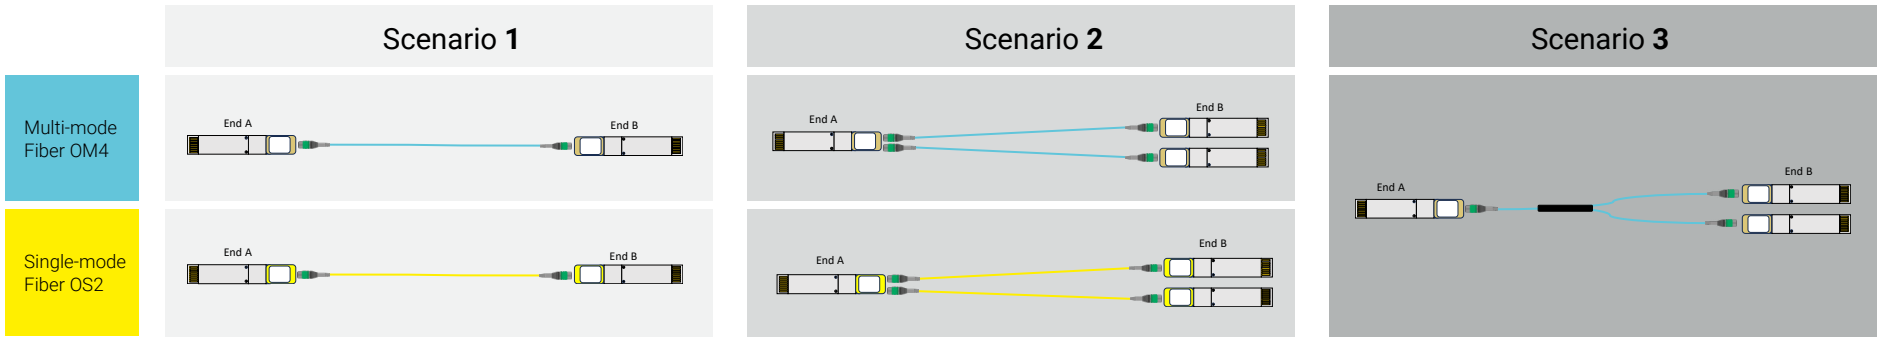 Scenario 1
Scenario 2
Scenario 3
Multi-mode
Fiber OM4
End A
End B
End A
End B
End A
End B
Single-mode
Fiber OS2
End A
End B
End A
End B